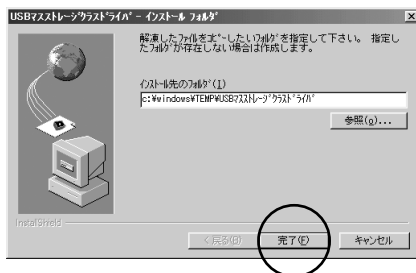 USBマスストレージクラスドライバ - インストール フォルダ
解凍したファイルをコピーしたいフォルダを指定して下さい。 指定し
たフォルダが存在しない場合は作成します。
インストール先のフォルダ(I)
c:¥windows¥TEMP¥USBマスストレージクラスドライバ
参照(o)...
InstallShield
< 戻る(B)
完了(F)
キャンセル